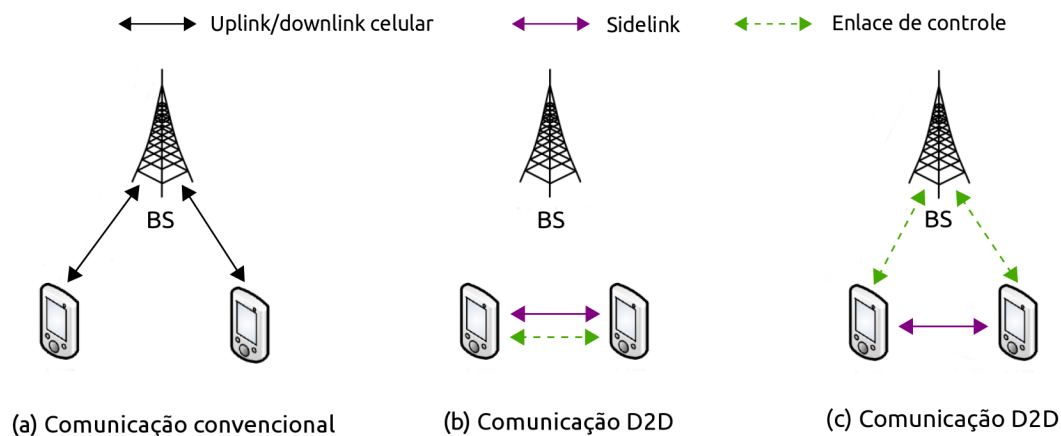 Uplink/downlink celular
Sidelink
Enlace de controle
BS
BS
BS
(a) Comunicação convencional
(b) Comunicação D2D
(c) Comunicação D2D